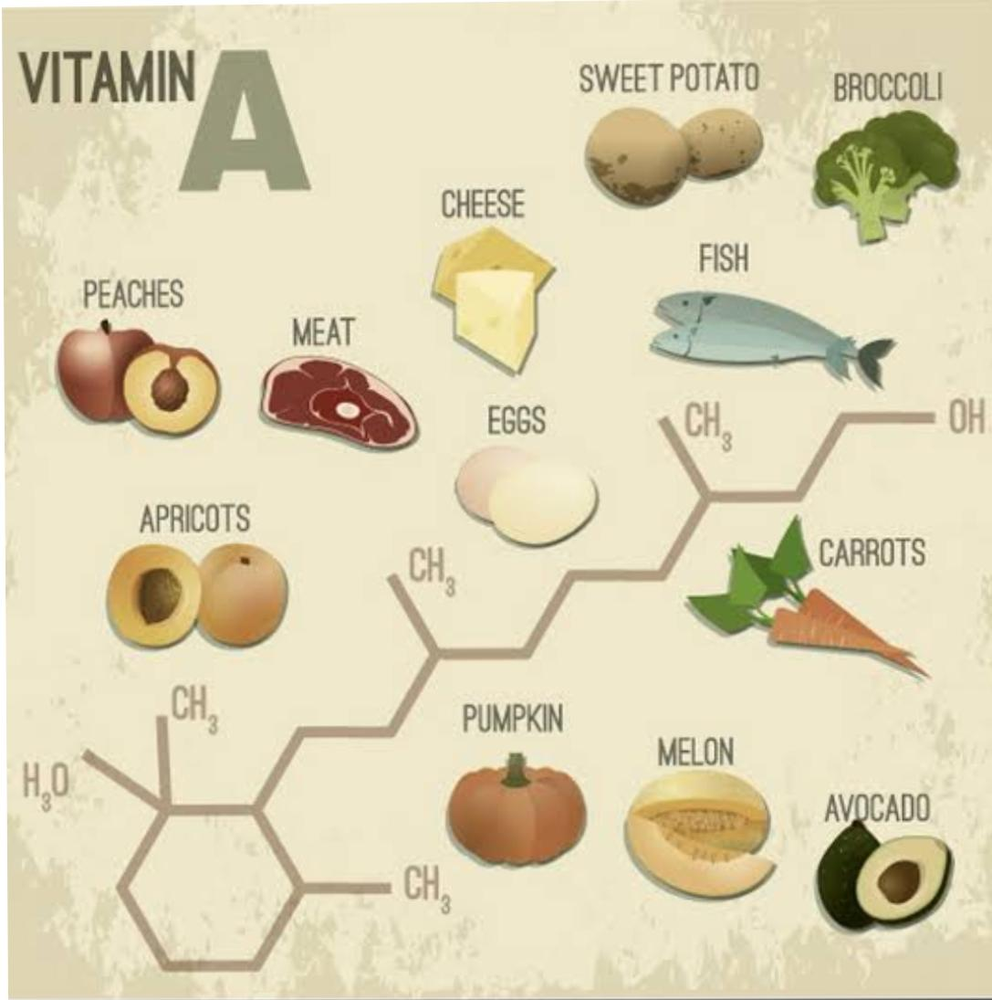 VITAMIN A
SWEET POTATO
BROCCOLI
CHEESE
FISH
PEACHES
MEAT
EGGS
CH3
OH
APRICOTS
CARROTS
CH3
CH3
PUMPKIN
MELON
H3O
AVOCADO
CH3